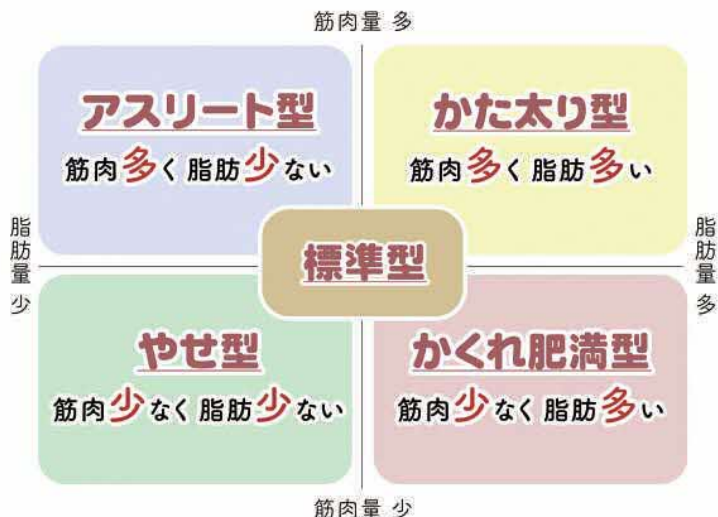 筋肉量 多
アスリート型
筋肉多く脂肪少ない
かた太り型
筋肉多く脂肪多い
脂肪量 少
標準型
脂肪量 多
やせ型
筋肉少なく脂肪少ない
かくれ肥満型
筋肉少なく脂肪多い
筋肉量 少